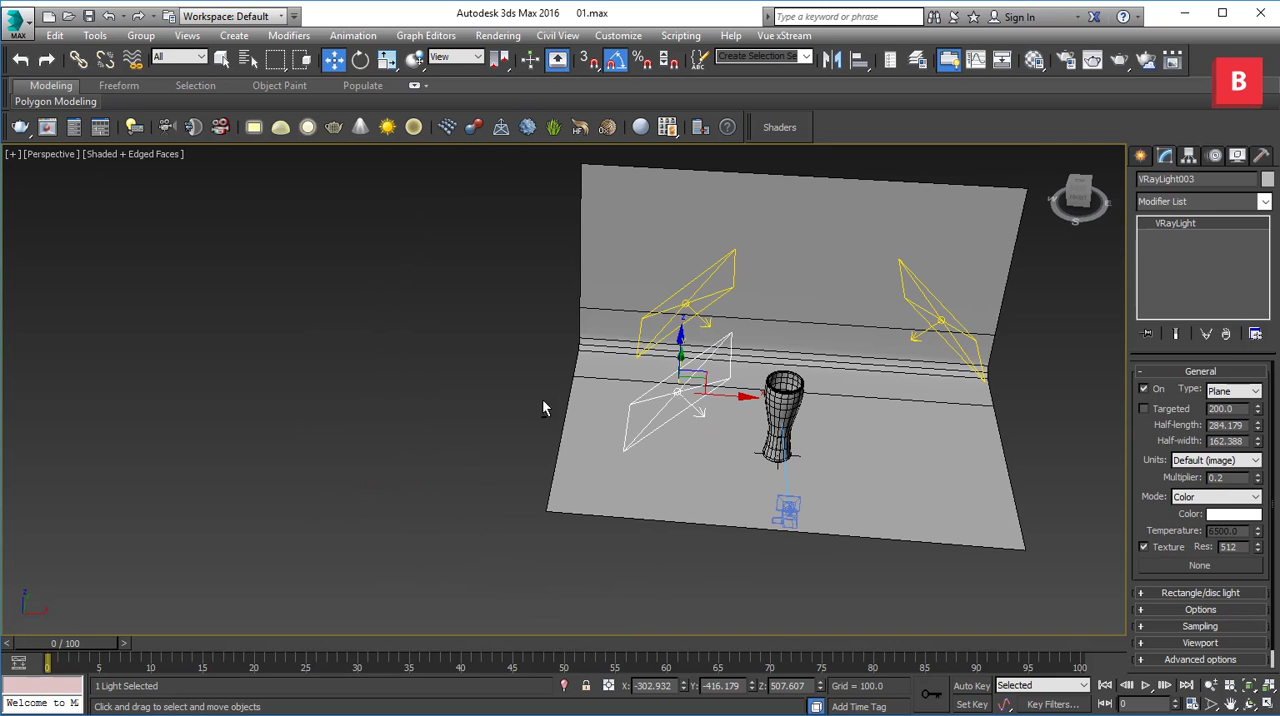 MAX
Workspace: Default
Autodesk 3ds Max 2016 01.max
Type a keyword or phrase
Sign In
Edit Tools Group Views Create Modifiers Animation Graph Editors Rendering Civil View Customize Scripting Help Vue xStream
All
View
Create Selection Se
B
Modeling Freeform Selection Object Paint Populate
Polygon Modeling
Shaders
[+] [Perspective] [Shaded + Edged Faces]
VRayLight003
Modifier List
VRayLight
General
On Type: Plane
Targeted 200.0
Half-length: 284.179
Half-width: 162.388
Units: Default (image)
Multiplier: 0.2
Mode: Color
Color:
Temperature: 6500.0
Texture Res: 512
None
Rectangle/disc light
Options
Sampling
Viewport
Advanced options
0 / 100
0 5 10 15 20 25 30 35 40 45 50 55 60 65 70 75 80 85 90 95 100
1 Light Selected
X: -302.932 Y: -416.179 Z: 507.607 Grid = 100.0
Auto Key Selected
Welcome to M
Click and drag to select and move objects
Add Time Tag
Set Key Key Filters...
0